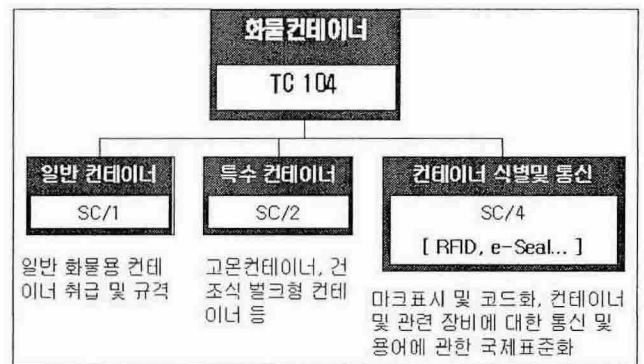 화물컨테이너
TC 104
일반 컨테이너
SC/1
일반 화물용 컨테
이너 취급 및 규격
특수 컨테이너
SC/2
고온컨테이너, 건
조식 벌크형 컨테
이너 등
컨테이너 식별및 통신
SC/4
[ RFID, e-Seal... ]
마크표시 및 코드화, 컨테이너
및 관련 장비에 대한 통신 및
용어에 관한 국제표준화